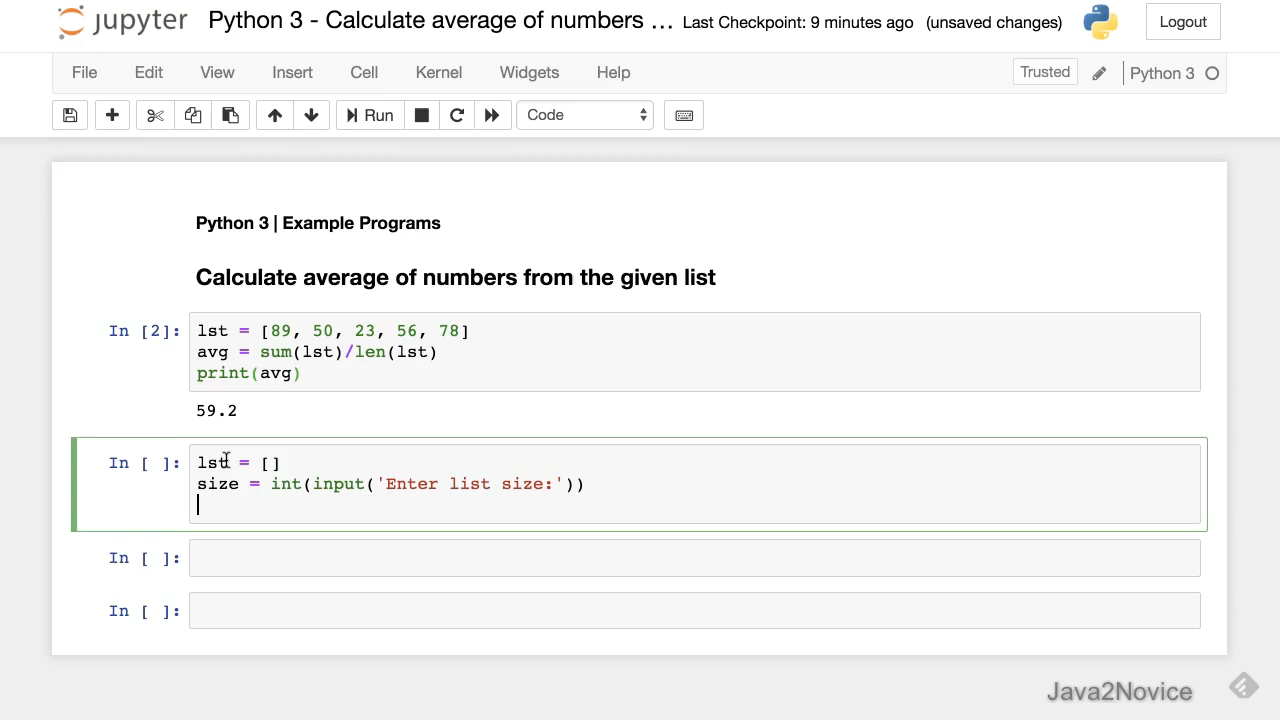 jupyter Python 3 - Calculate average of numbers ... Last Checkpoint: 9 minutes ago (unsaved changes) Logout
File Edit View Insert Cell Kernel Widgets Help Trusted Python 3
Run Code
Python 3 | Example Programs
Calculate average of numbers from the given list
In [2]: lst = [89, 50, 23, 56, 78]
avg = sum(lst)/len(lst)
print(avg)
59.2
In [ ]: lst = []
size = int(input('Enter list size:'))
In [ ]:
In [ ]:
Java2Novice